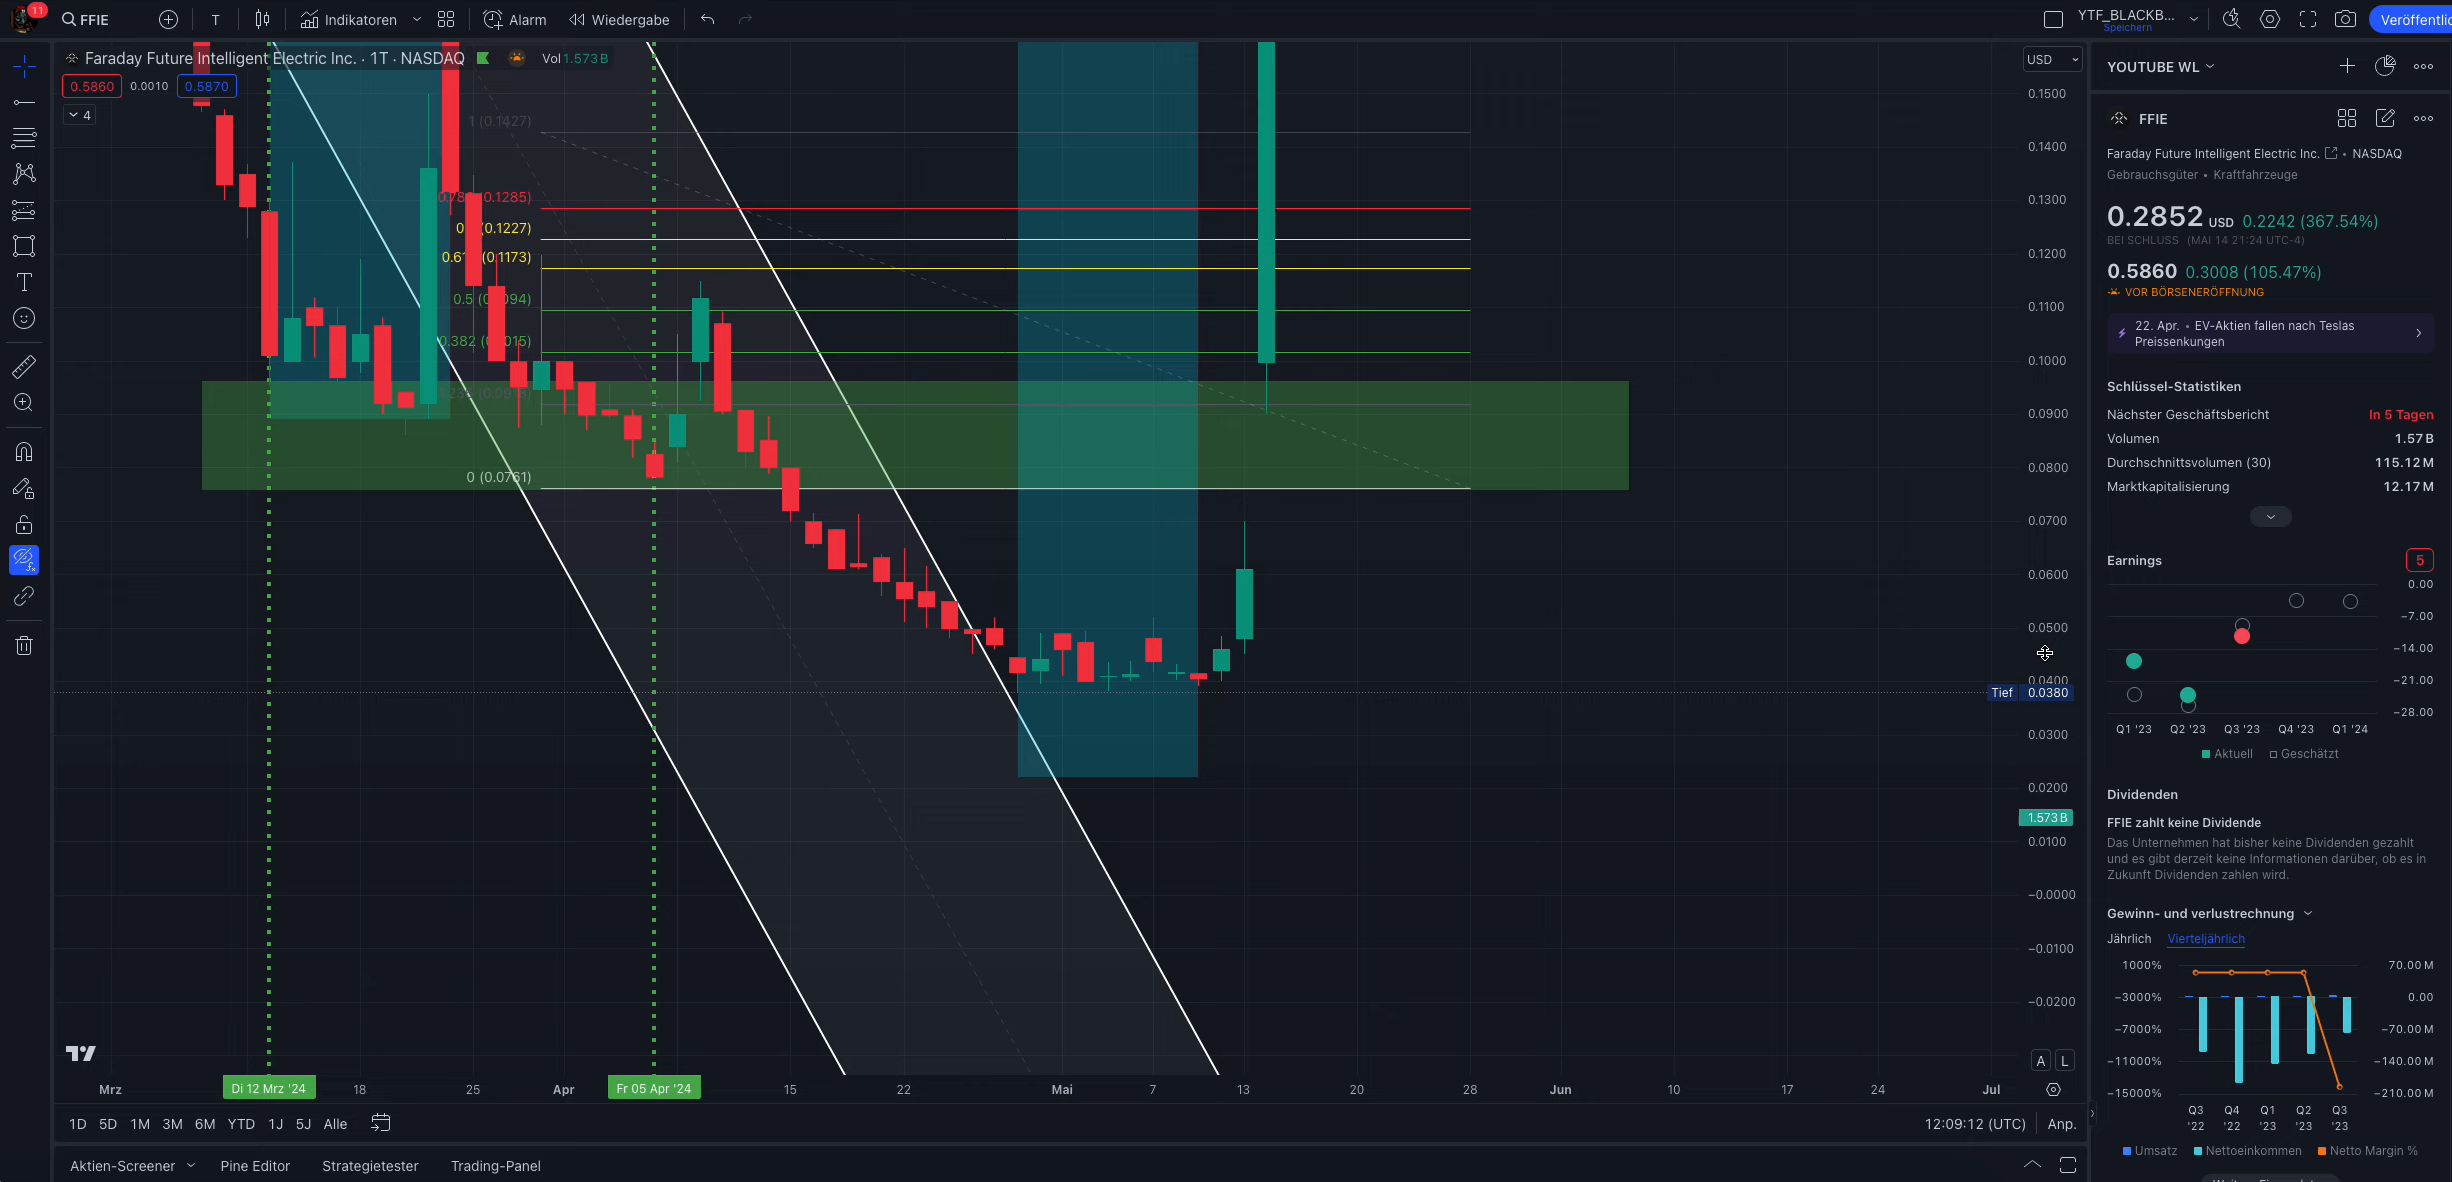 11
FFIE
T
Indikatoren
Alarm
Wiedergabe
YTF_BLACKB...
Speichern
Veröffentlic
Faraday Future Intelligent Electric Inc. · 1T · NASDAQ
Vol 1.573 B
0.5860
0.0010
0.5870
4
1 (0.1427)
(0.1285)
(0.1227)
(0.1173)
0.5
0.382
0 (0.0761)
USD
0.1500
0.1400
0.1300
0.1200
0.1100
0.1000
0.0900
0.0800
0.0700
0.0600
0.0500
0.0400
Tief 0.0380
0.0300
0.0200
1.573 B
0.0100
−0.0000
−0.0100
−0.0200
A L
Mrz
Di 12 Mrz '24
18
25
Apr
Fr 05 Apr '24
15
22
Mai
7
13
20
28
Jun
10
17
24
Jul
1D 5D 1M 3M 6M YTD 1J 5J Alle
12:09:12 (UTC)
Anp.
Aktien-Screener
Pine Editor
Strategietester
Trading-Panel
YOUTUBE WL
FFIE
Faraday Future Intelligent Electric Inc. • NASDAQ
Gebrauchsgüter • Kraftfahrzeuge
0.2852 USD 0.2242 (367.54%)
BEI SCHLUSS (MAI 14 21:24 UTC-4)
0.5860 0.3008 (105.47%)
VOR BÖRSENERÖFFNUNG
22. Apr. • EV-Aktien fallen nach Teslas
Preissenkungen
Schlüssel-Statistiken
Nächster Geschäftsbericht In 5 Tagen
Volumen 1.57 B
Durchschnittsvolumen (30) 115.12 M
Marktkapitalisierung 12.17 M
Earnings 5
0.00
−7.00
−14.00
−21.00
−28.00
Q1 '23 Q2 '23 Q3 '23 Q4 '23 Q1 '24
Aktuell Geschätzt
Dividenden
FFIE zahlt keine Dividende
Das Unternehmen hat bisher keine Dividenden gezahlt
und es gibt derzeit keine Informationen darüber, ob es in
Zukunft Dividenden zahlen wird.
Gewinn- und verlustrechnung
Jährlich Vierteljährlich
1000% 70.00 M
−3000% 0.00
−7000% −70.00 M
−11000% −140.00 M
−15000% −210.00 M
Q3 Q4 Q1 Q2 Q3
'22 '22 '23 '23 '23
Umsatz Nettoeinkommen Netto Margin %